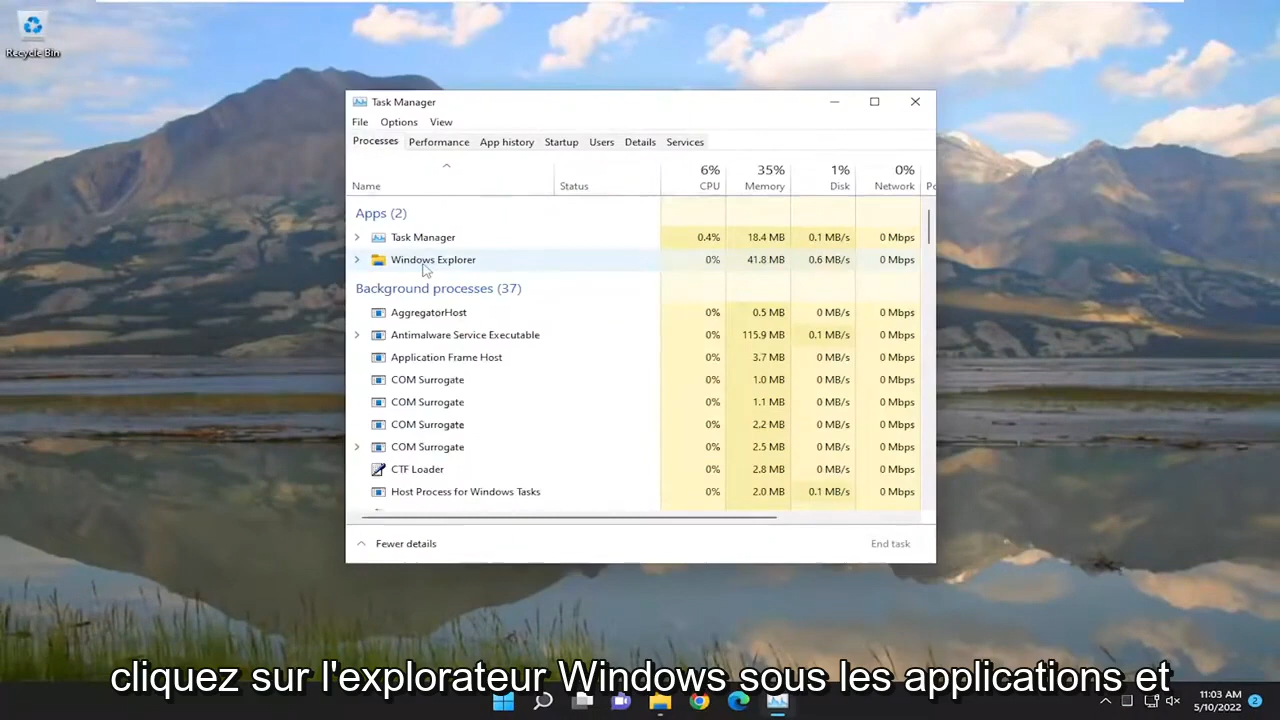 Recycle Bin
Task Manager
File Options View
Processes Performance App history Startup Users Details Services
6% 35% 1% 0%
Name Status CPU Memory Disk Network Po
Apps (2)
Task Manager 0.4% 18.4 MB 0.1 MB/s 0 Mbps
Windows Explorer 0% 41.8 MB 0.6 MB/s 0 Mbps
Background processes (37)
AggregatorHost 0% 0.5 MB 0 MB/s 0 Mbps
Antimalware Service Executable 0% 115.9 MB 0.1 MB/s 0 Mbps
Application Frame Host 0% 3.7 MB 0 MB/s 0 Mbps
COM Surrogate 0% 1.0 MB 0 MB/s 0 Mbps
COM Surrogate 0% 1.1 MB 0 MB/s 0 Mbps
COM Surrogate 0% 2.2 MB 0 MB/s 0 Mbps
COM Surrogate 0% 2.5 MB 0 MB/s 0 Mbps
CTF Loader 0% 2.8 MB 0 MB/s 0 Mbps
Host Process for Windows Tasks 0% 2.0 MB 0.1 MB/s 0 Mbps
Fewer details End task
cliquez sur l'explorateur Windows sous les applications et
11:03 AM
5/10/2022 2